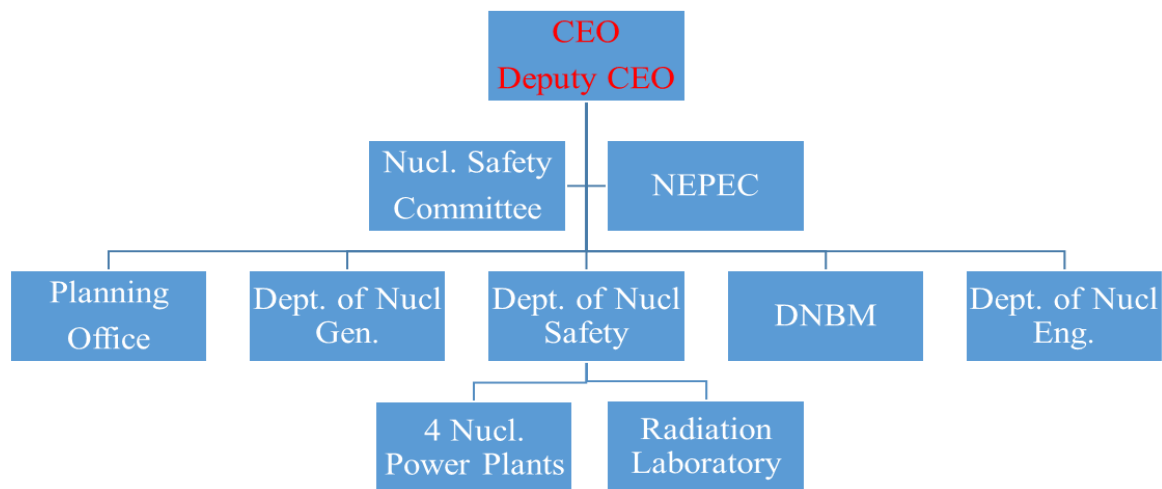 CEO
Deputy CEO
Nucl. Safety
Committee
NEPEC
Planning
Office
Dept. of Nucl
Gen.
Dept. of Nucl
Safety
DNBM
Dept. of Nucl
Eng.
4 Nucl.
Power Plants
Radiation
Laboratory